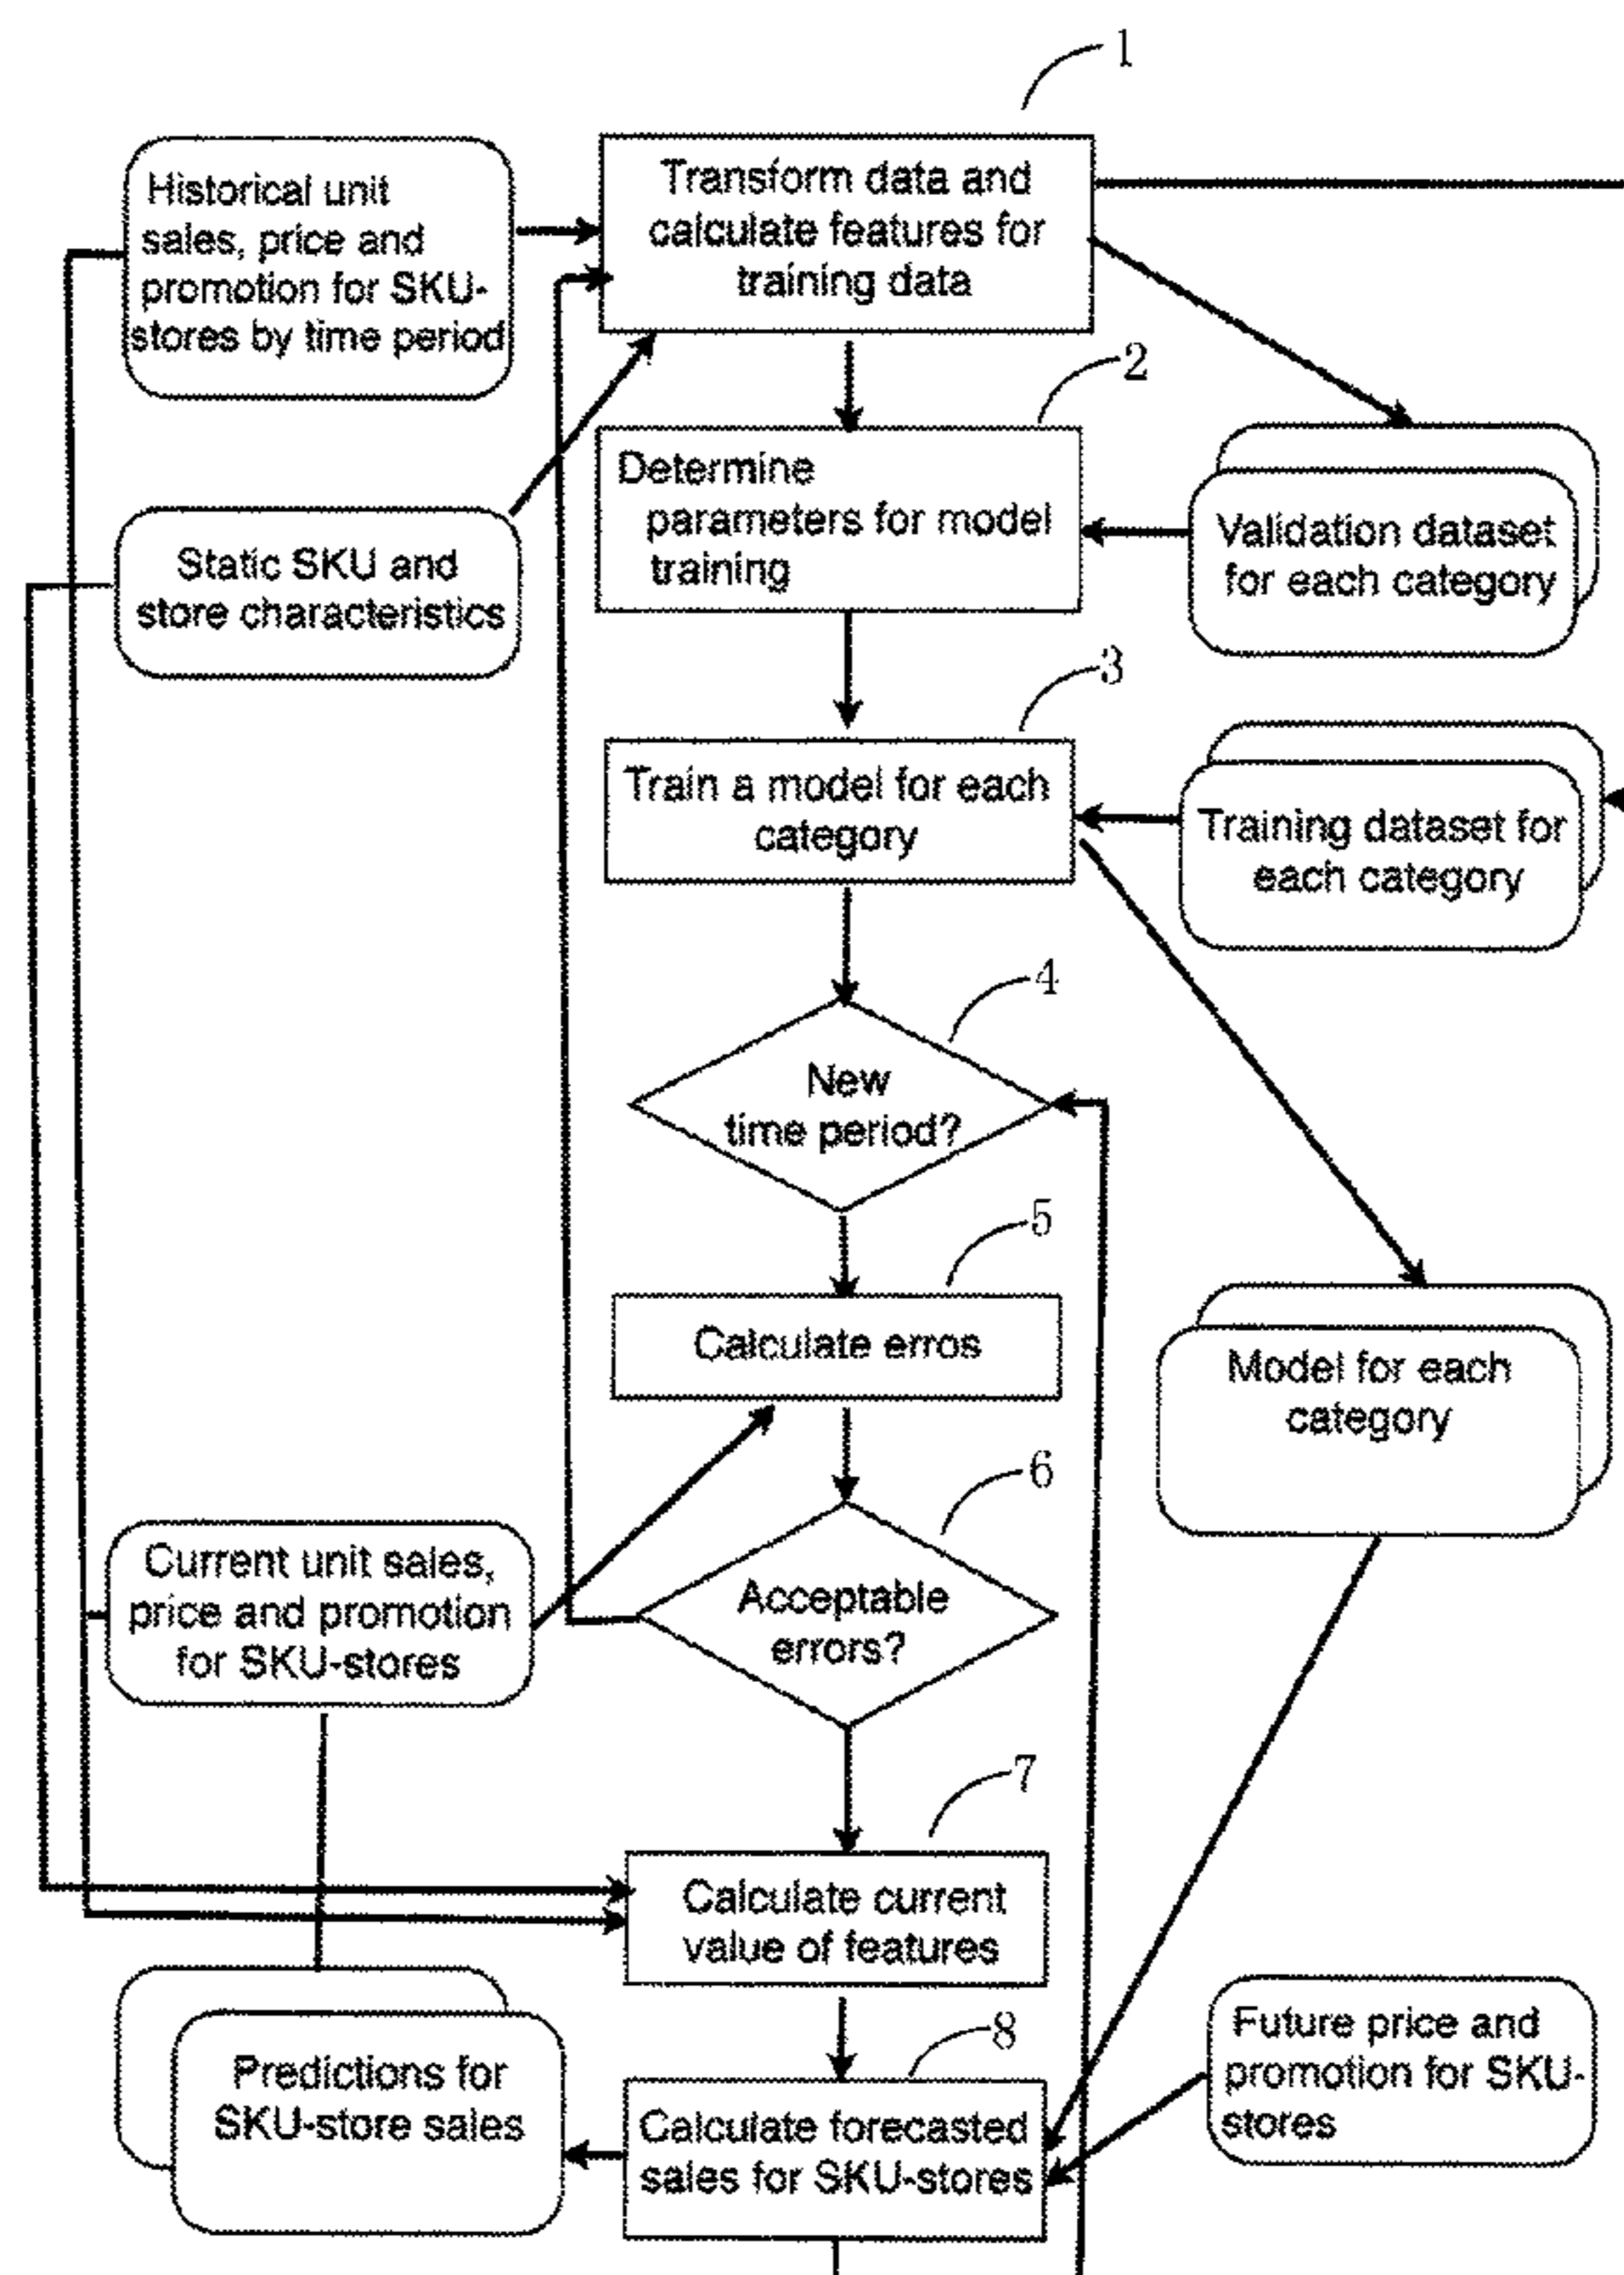 1
Historical unit
sales, price and
promotion for SKU-
stores by time period
Transform data and
calculate features for
training data
2
Determine
parameters for model
training
Validation dataset
for each category
Static SKU and
store characteristics
3
Train a model for each
category
Training dataset for
each category
4
New
time period?
5
Calculate erros
Model for each
category
6
Current unit sales,
price and promotion
for SKU-stores
Acceptable
errors?
7
Calculate current
value of features
8
Predictions for
SKU-store sales
Calculate forecasted
sales for SKU-stores
Future price and
promotion for SKU-
stores